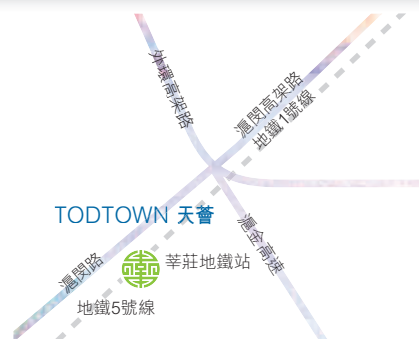 外環高架路
滬閔高架路
地鐵1號線
TODTOWN 天薈
滬金高速
滬閔路
莘莊地鐵站
地鐵5號線